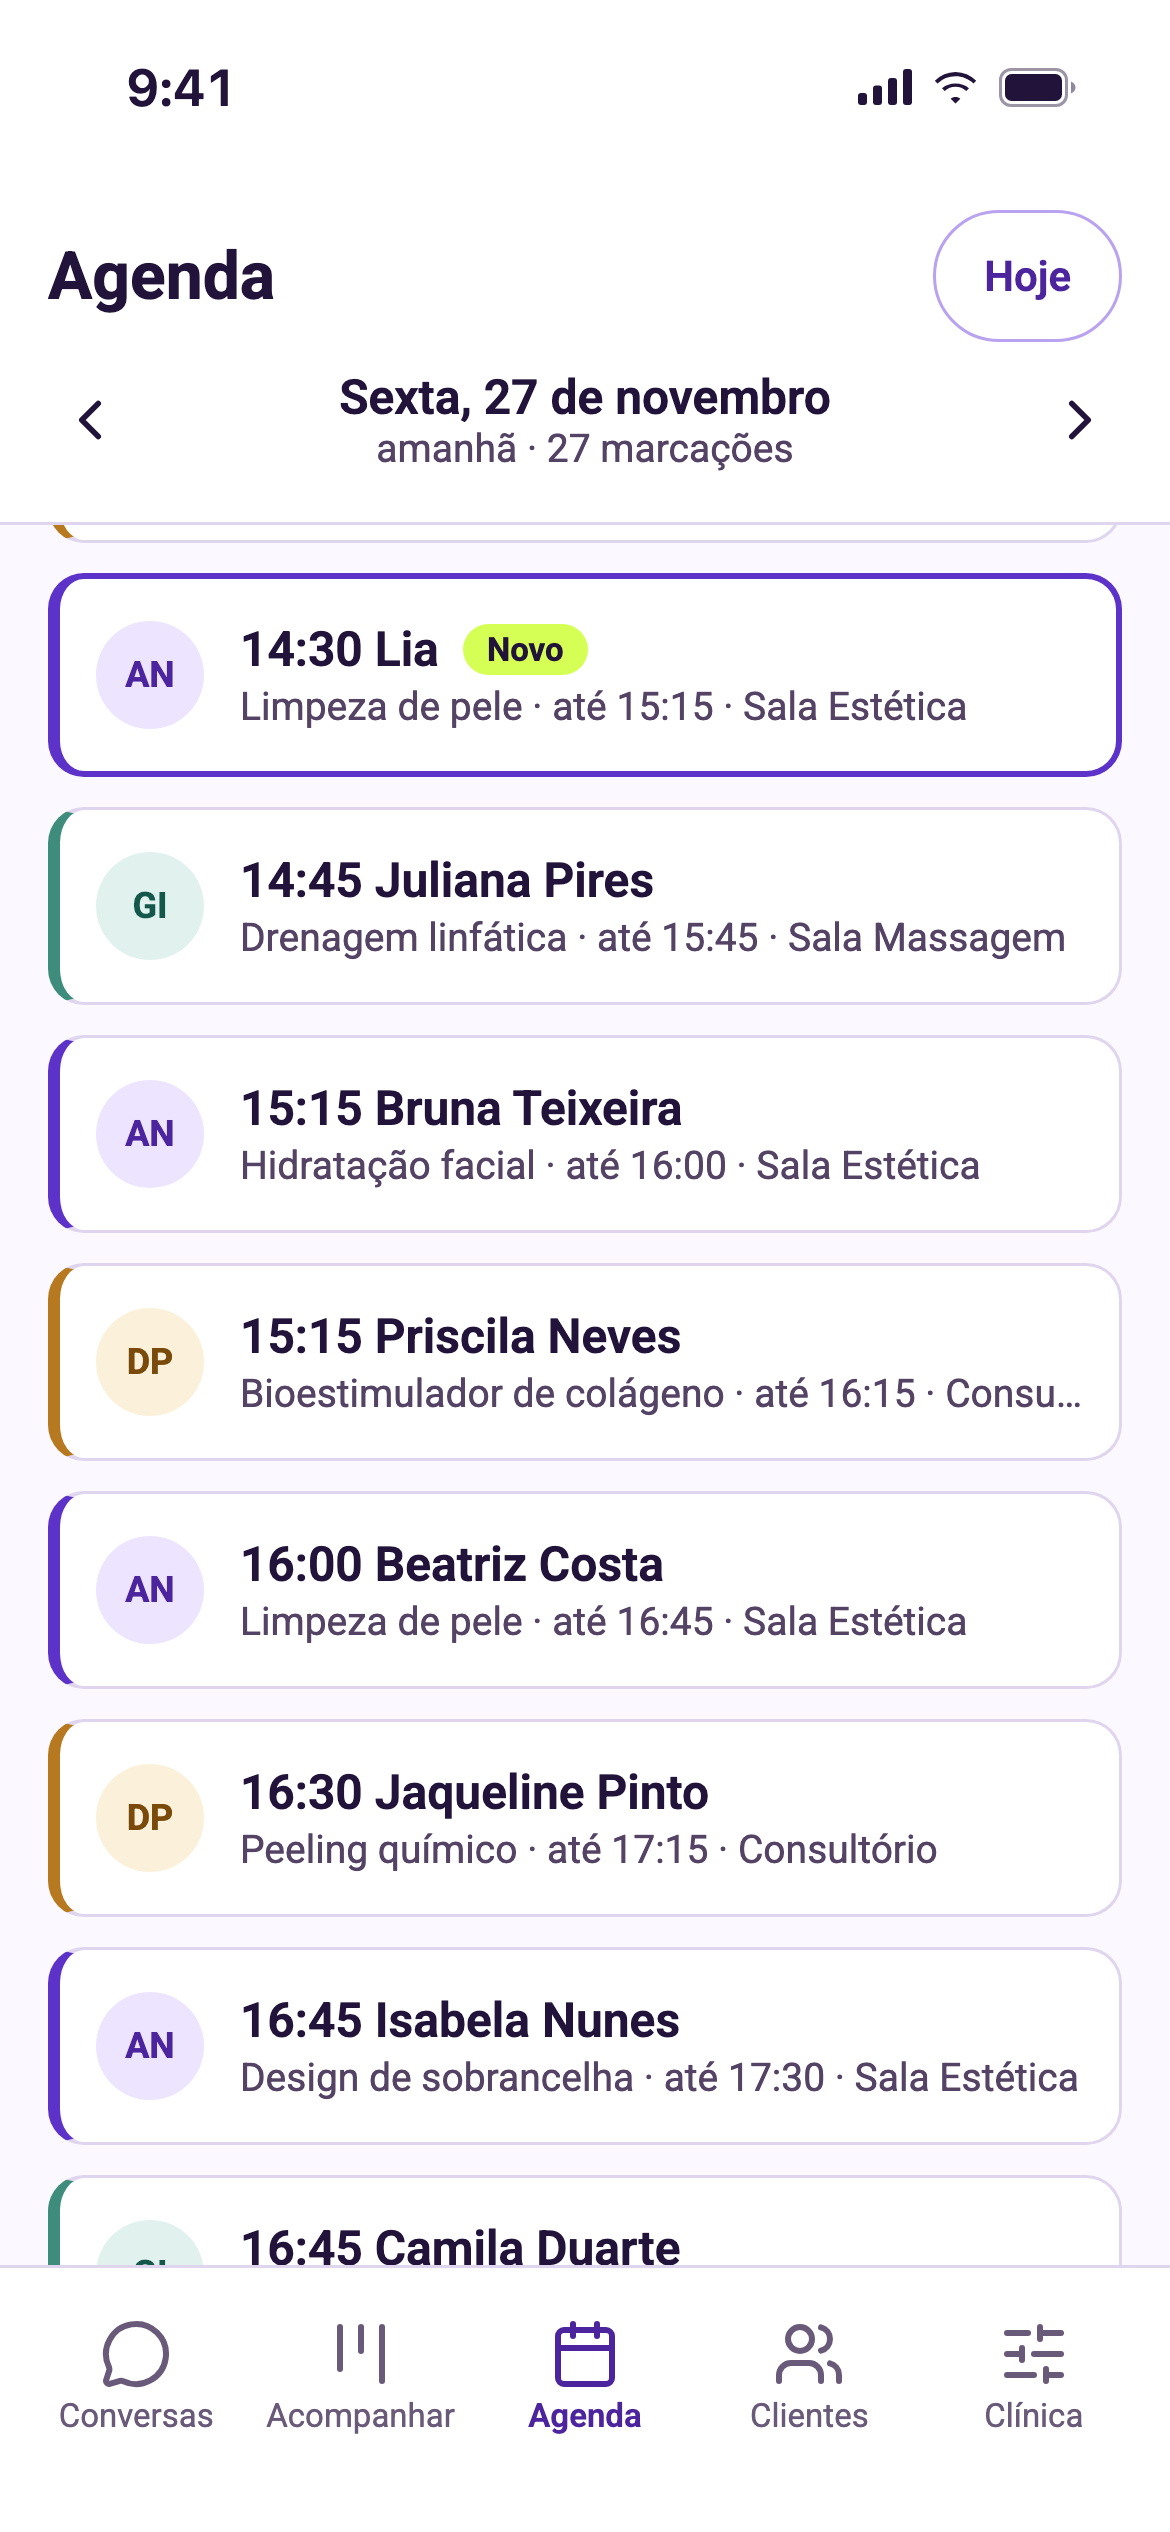 9:41
Agenda
Hoje
Sexta, 27 de novembro
amanhã · 27 marcações
AN
14:30 Lia Novo
Limpeza de pele · até 15:15 · Sala Estética
GI
14:45 Juliana Pires
Drenagem linfática · até 15:45 · Sala Massagem
AN
15:15 Bruna Teixeira
Hidratação facial · até 16:00 · Sala Estética
DP
15:15 Priscila Neves
Bioestimulador de colágeno · até 16:15 · Consu...
AN
16:00 Beatriz Costa
Limpeza de pele · até 16:45 · Sala Estética
DP
16:30 Jaqueline Pinto
Peeling químico · até 17:15 · Consultório
AN
16:45 Isabela Nunes
Design de sobrancelha · até 17:30 · Sala Estética
16:45 Camila Duarte
Conversas
Acompanhar
Agenda
Clientes
Clínica